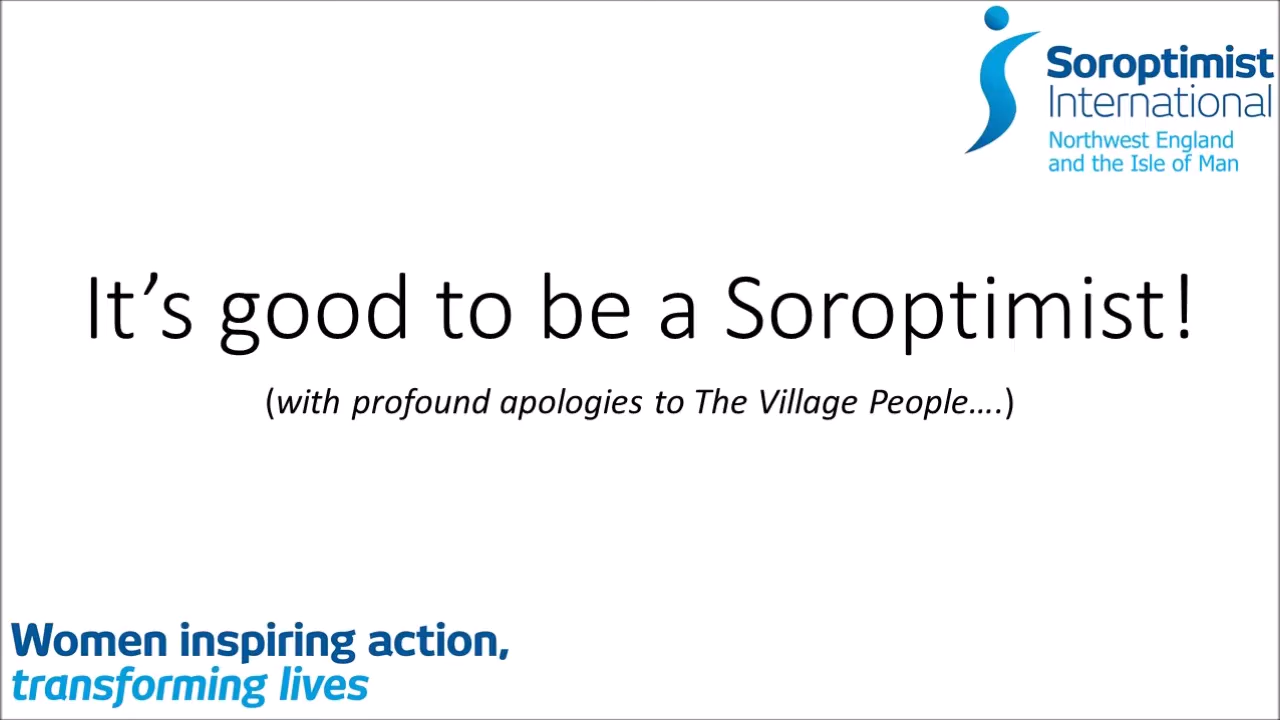 Soroptimist
International
Northwest England
and the Isle of Man
It's good to be a Soroptimist!
(with profound apologies to The Village People....)
Women inspiring action,
transforming lives